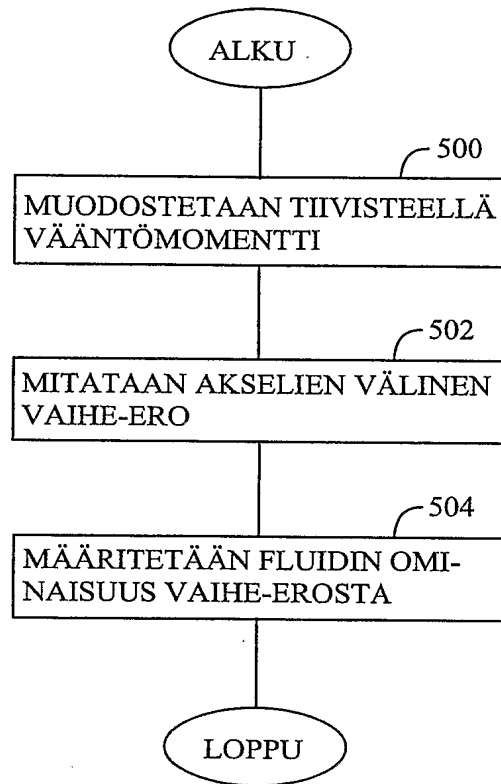 ALKU
500
MUODOSTETAAN TIIVISTEELLÄ
VÄÄNTÖMOMENTTI
502
MITATAAN AKSELIEN VÄLINEN
VAIHE-ERO
504
MÄÄRITETÄÄN FLUIDIN OMI-
NAISUUS VAIHE-EROSTA
LOPPU